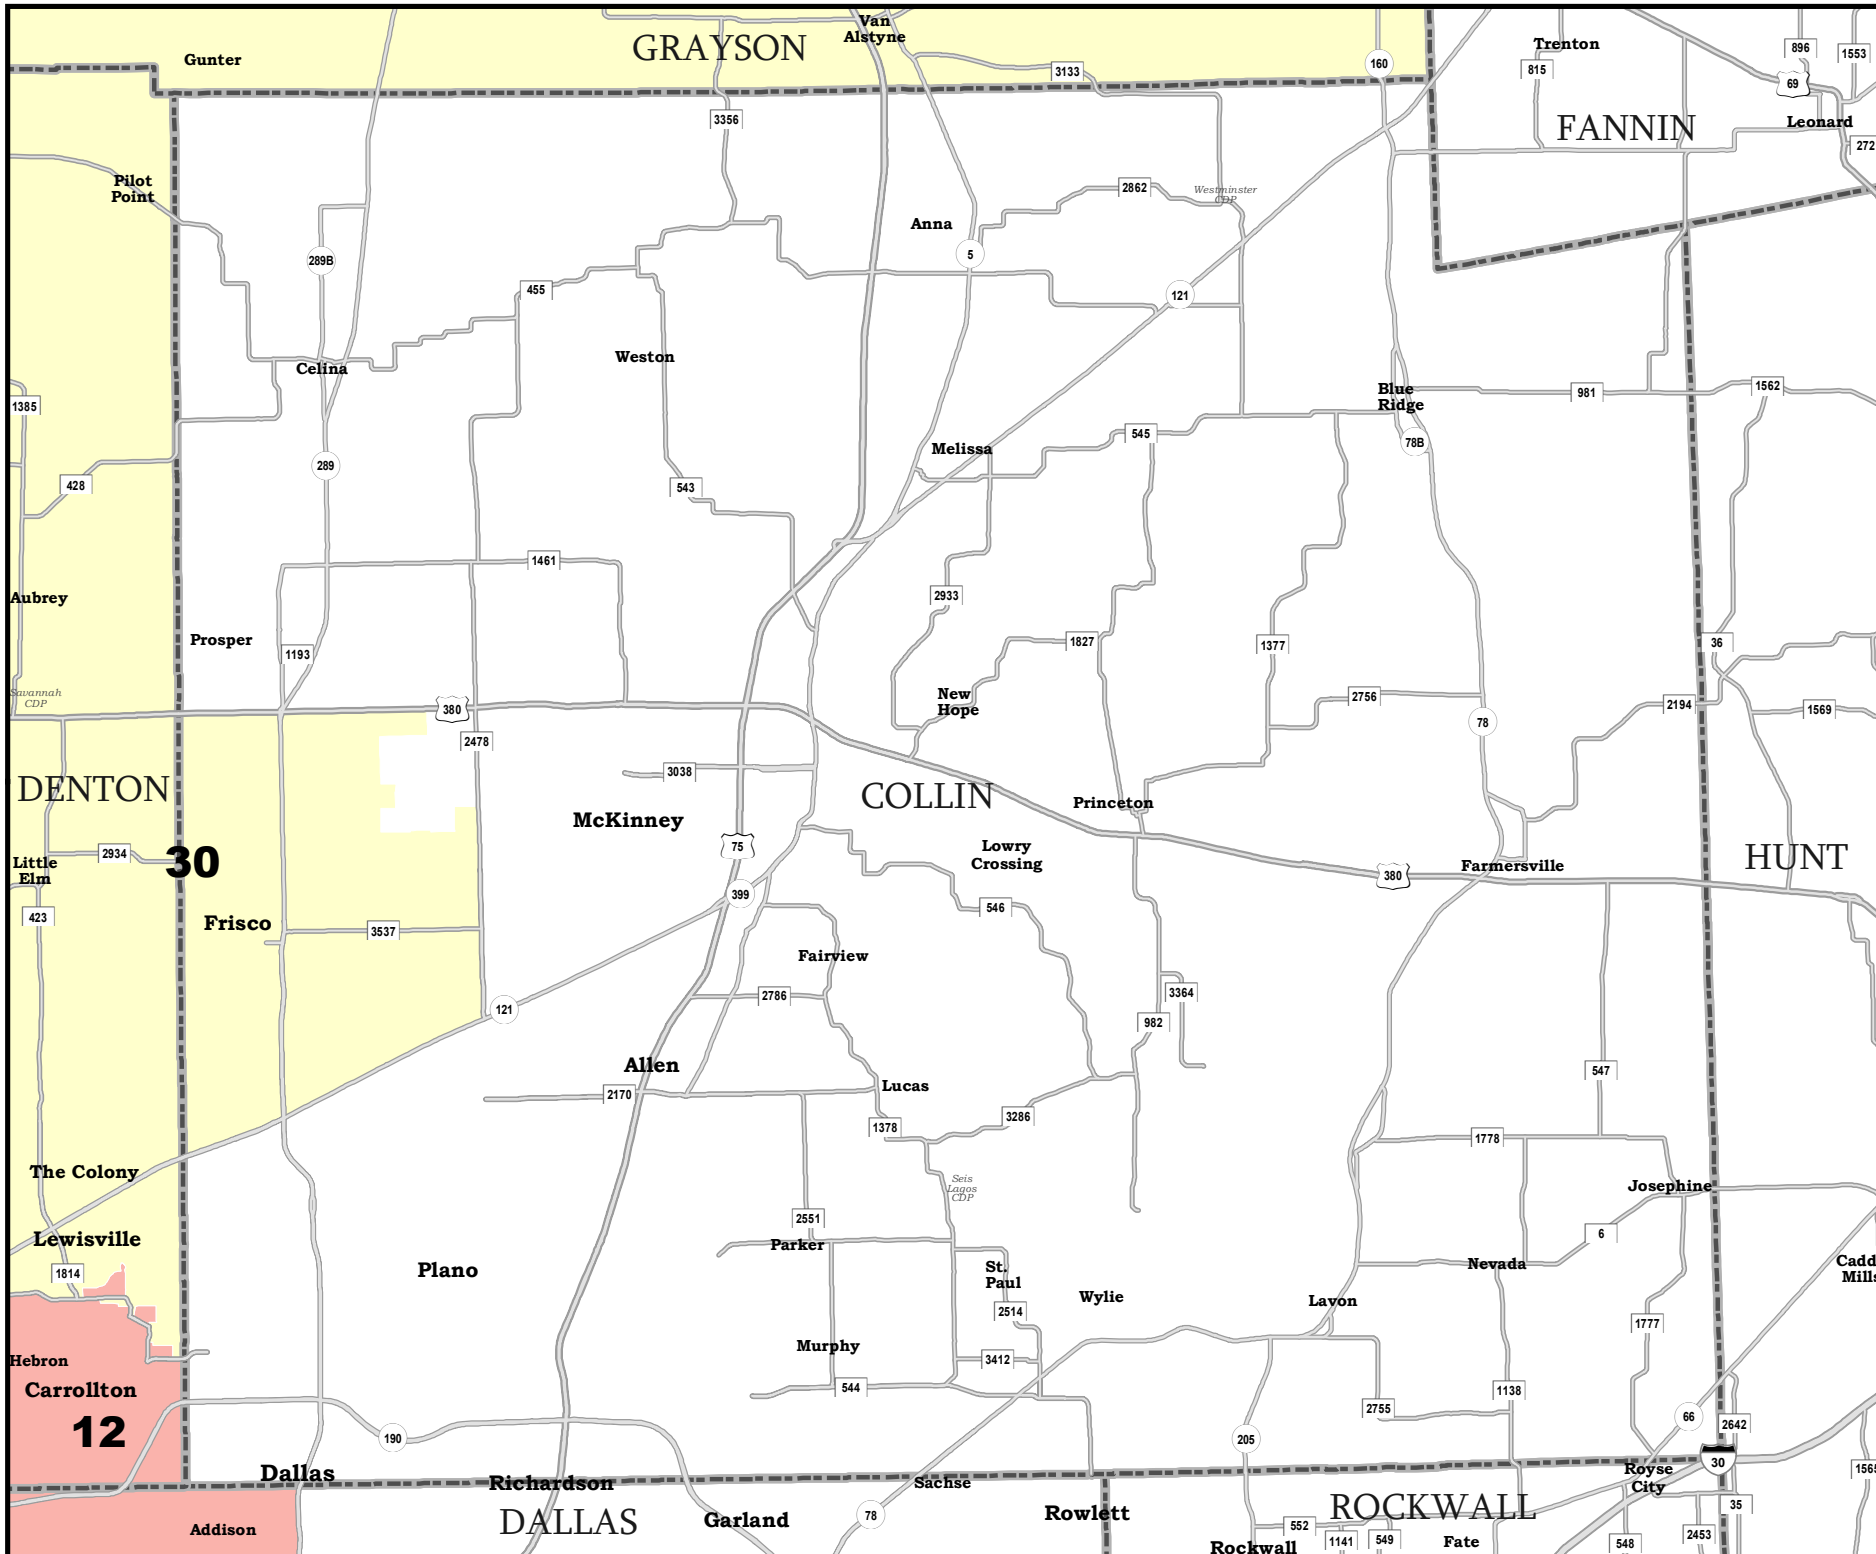 Van
Alstyne
GRAYSON
Gunter
Trenton
896
1553
160
3133
815
69
3356
Leonard
FANNIN
272
Pilot
Point
2862
Westminster
CDP
Anna
5
289B
455
121
Weston
Celina
981
1562
Blue
Ridge
1385
545
78B
Melissa
289
428
543
1461
2933
Aubrey
Prosper
1193
1827
1377
36
Savannah
CDP
New
Hope
2756
2194
1569
380
78
2478
3038
DENTON
COLLIN
Princeton
McKinney
75
Lowry
Crossing
2934
30
Little
Elm
380
Farmersville
HUNT
399
546
423
Frisco
3537
Fairview
2786
3364
121
982
Allen
547
2170
Lucas
3286
1378
1778
The Colony
Seis
Lagos
CDP
Josephine
2551
6
Lewisville
Parker
1814
Plano
St.
Paul
Nevada
Cadd
Mills
Wylie
Lavon
2514
1777
Murphy
Hebron
3412
Carrollton
544
1138
2755
12
190
205
66
2642
30
Dallas
Richardson
Sachse
Royse
City
1565
DALLAS
Garland
78
Rowlett
ROCKWALL
35
Addison
552
1141
549
Fate
548
2453
Rockwall